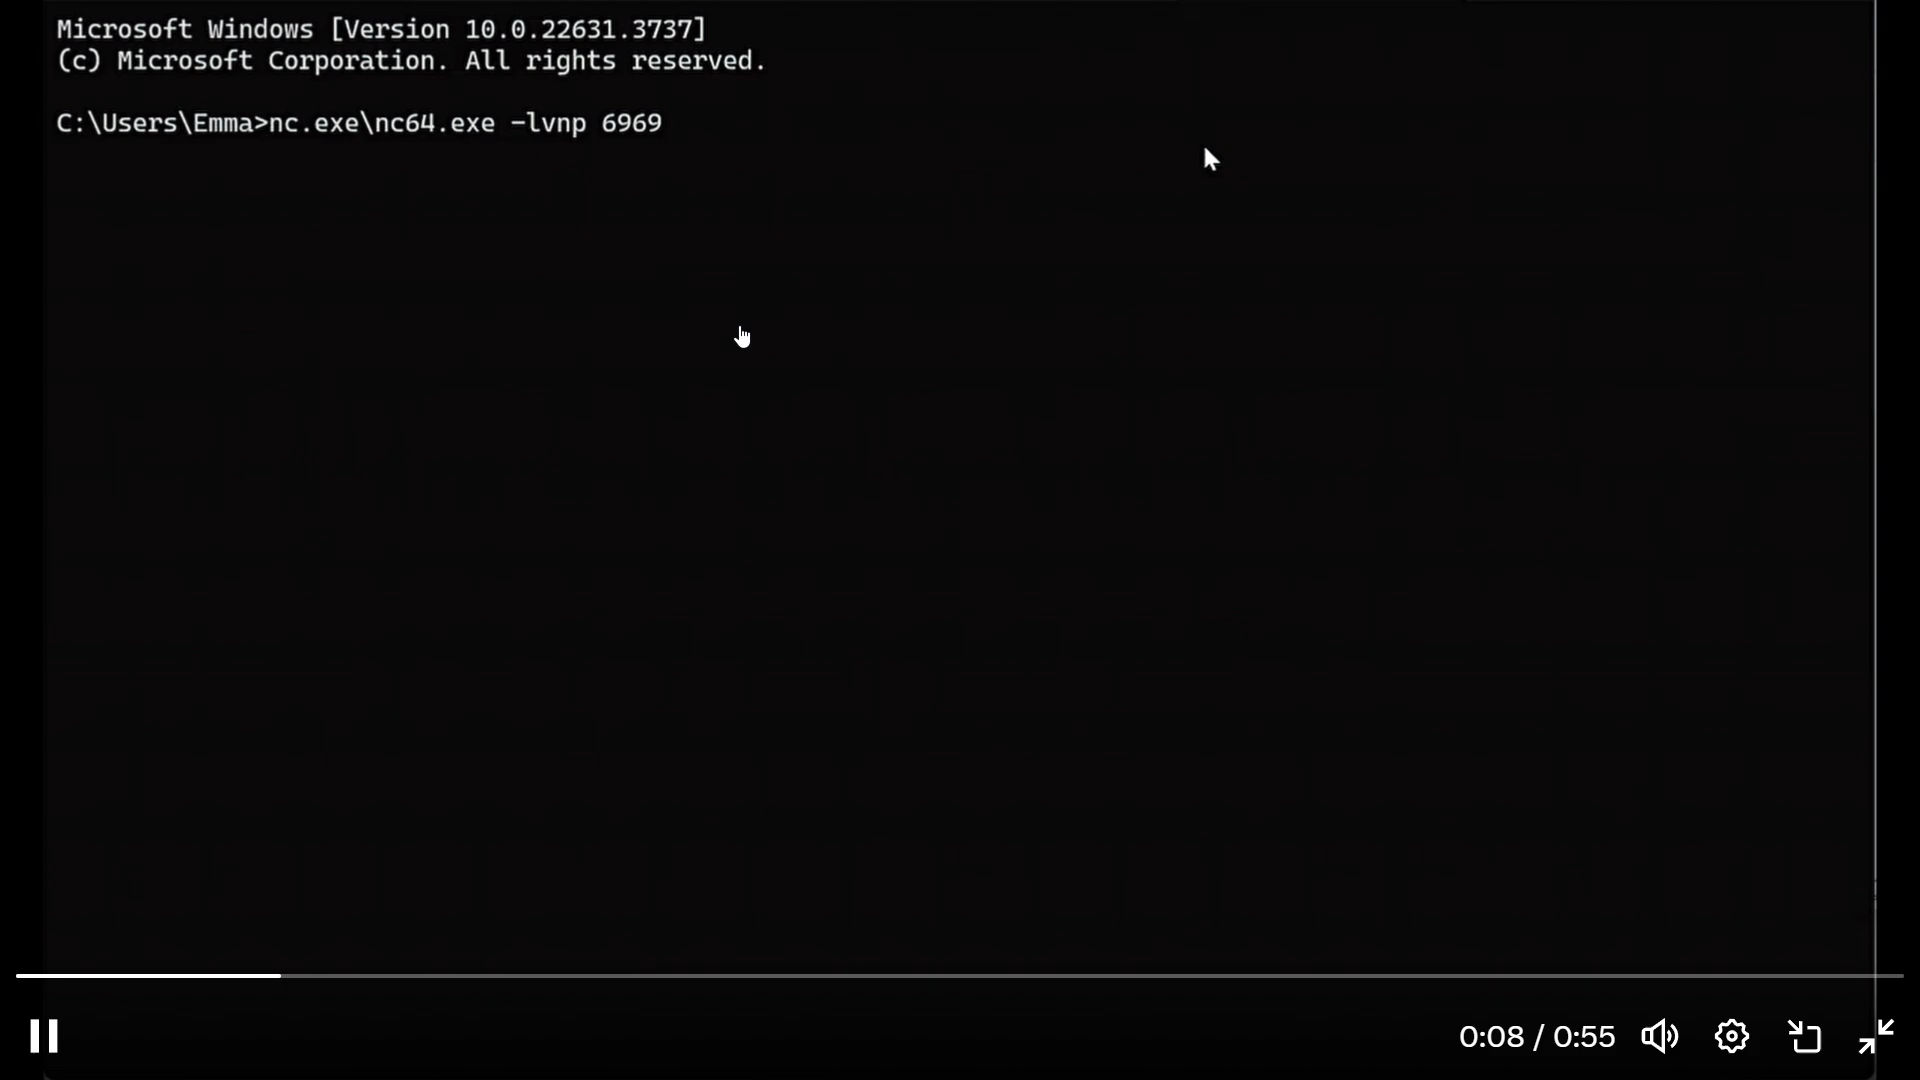 Microsoft Windows [Version 10.0.22631.3737]
(c) Microsoft Corporation. All rights reserved.
C:\Users\Emma>nc.exe\nc64.exe -lvnp 6969
0:08 / 0:55